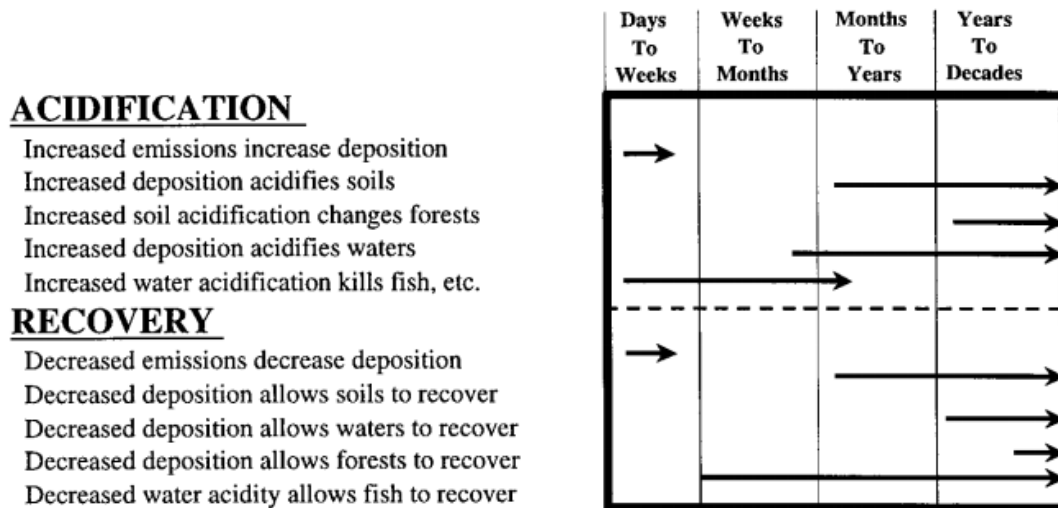 Days Weeks Months Years
To To To To
Weeks Months Years Decades
ACIDIFICATION
Increased emissions increase deposition
Increased deposition acidifies soils
Increased soil acidification changes forests
Increased deposition acidifies waters
Increased water acidification kills fish, etc.
RECOVERY
Decreased emissions decrease deposition
Decreased deposition allows soils to recover
Decreased deposition allows waters to recover
Decreased deposition allows forests to recover
Decreased water acidity allows fish to recover